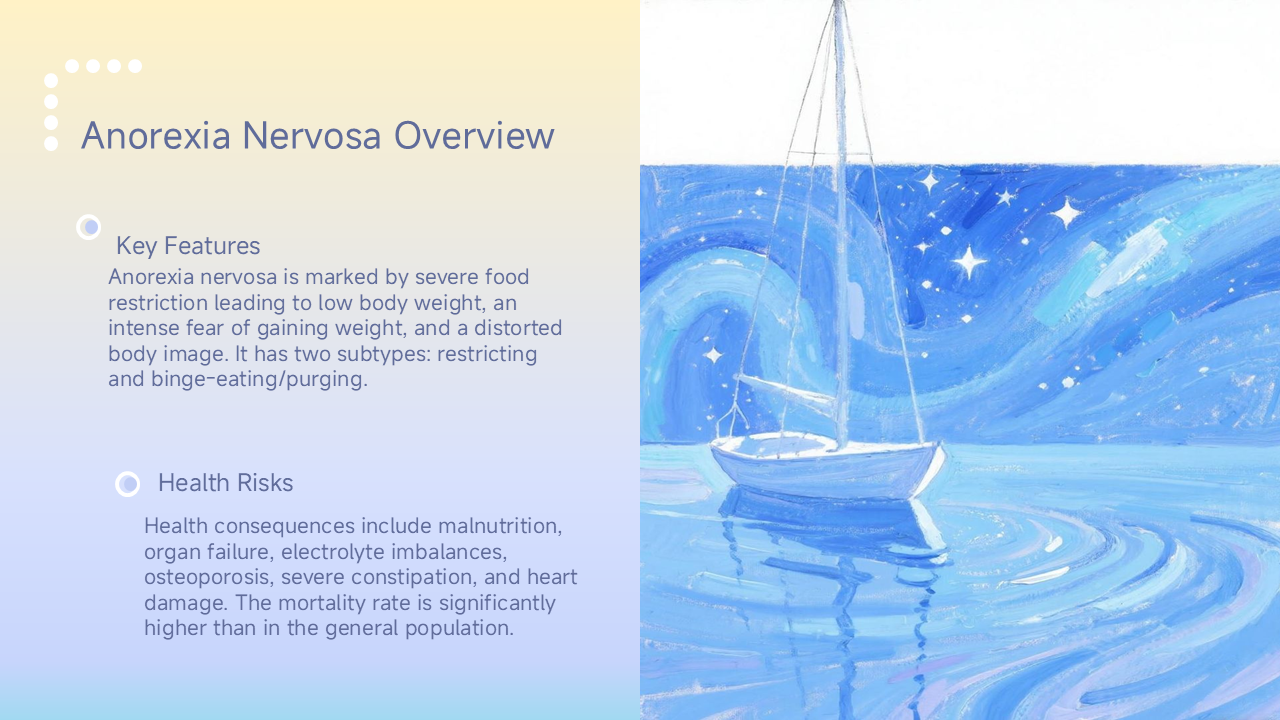 Anorexia Nervosa Overview
Key Features
Anorexia nervosa is marked by severe food
restriction leading to low body weight, an
intense fear of gaining weight, and a distorted
body image. It has two subtypes: restricting
and binge-eating/purging.
Health Risks
Health consequences include malnutrition,
organ failure, electrolyte imbalances,
osteoporosis, severe constipation, and heart
damage. The mortality rate is significantly
higher than in the general population.